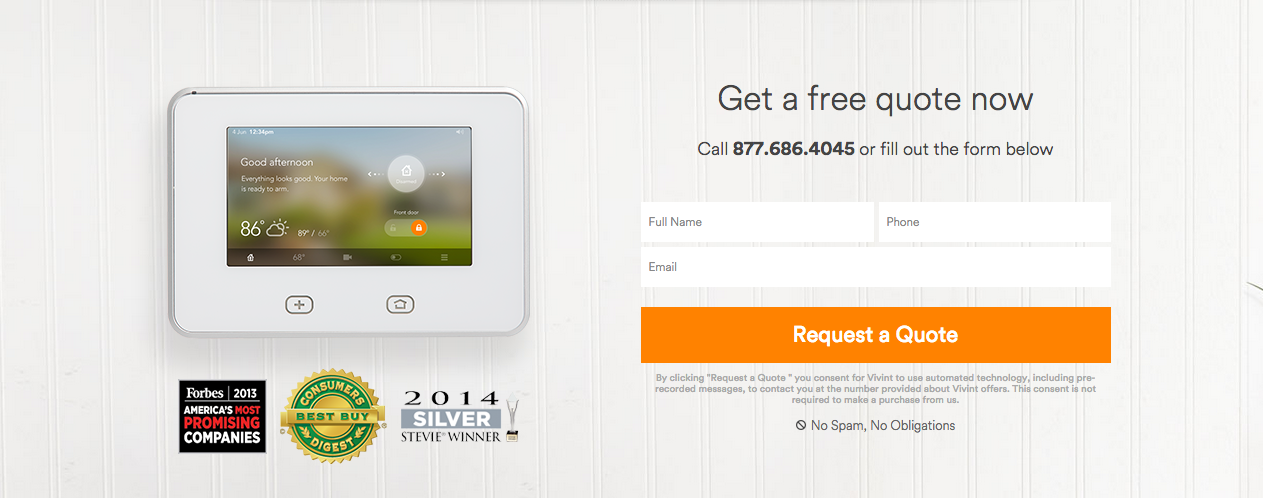 Get a free quote now
Call 877.686.4045 or fill out the form below
4 Jun 12:34pm
Good afternoon
Everything looks good. Your home
is ready to arm.
Front door
86°
89° / 66°
68°
Full Name
Phone
Email
Request a Quote
By clicking "Request a Quote " you consent for Vivint to use automated technology, including pre-
recorded messages, to contact you at the number provided about Vivint offers. This consent is not
required to make a purchase from us.
No Spam, No Obligations
Forbes | 2013
AMERICA'S MOST
PROMISING
COMPANIES
CONSUMERS
BEST BUY
DIGEST
2014
SILVER
STEVIE® WINNER